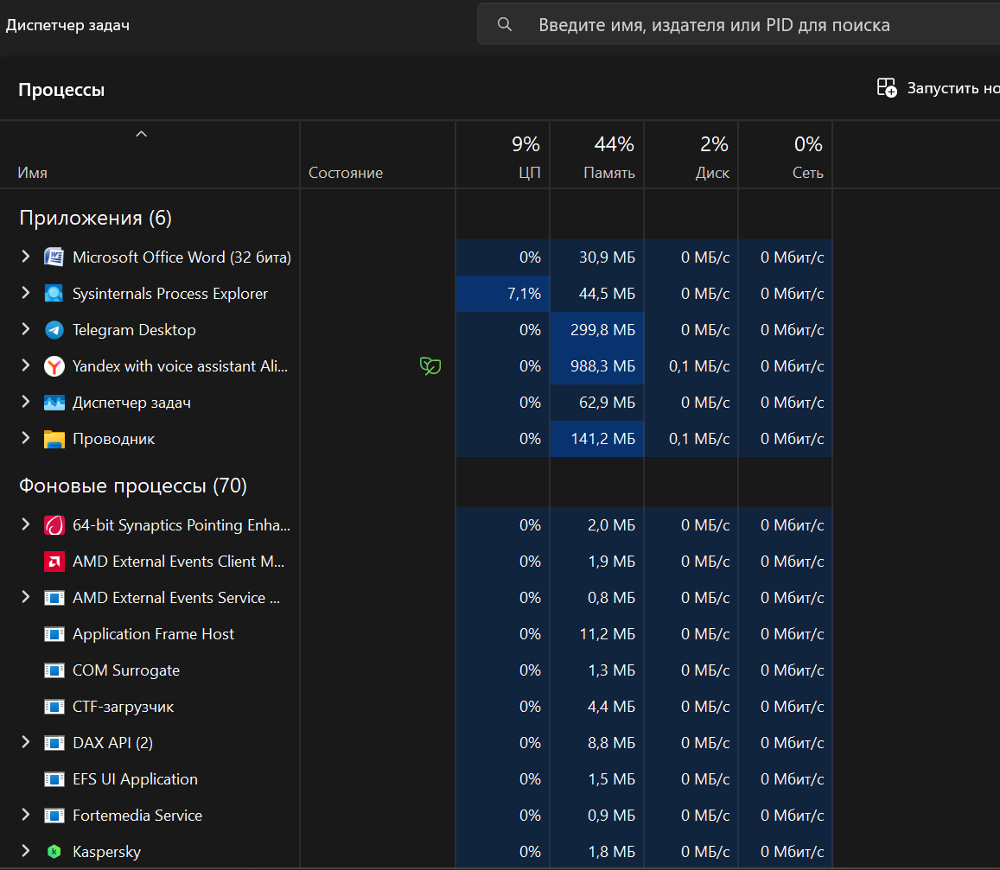 Диспетчер задач
Введите имя, издателя или PID для поиска
Процессы
Запустить но
9% 44% 2% 0%
Имя Состояние ЦП Память Диск Сеть
Приложения (6)
Microsoft Office Word (32 бита) 0% 30,9 МБ 0 МБ/с 0 Мбит/с
Sysinternals Process Explorer 7,1% 44,5 МБ 0 МБ/с 0 Мбит/с
Telegram Desktop 0% 299,8 МБ 0 МБ/с 0 Мбит/с
Yandex with voice assistant Ali... 0% 988,3 МБ 0,1 МБ/с 0 Мбит/с
Диспетчер задач 0% 62,9 МБ 0 МБ/с 0 Мбит/с
Проводник 0% 141,2 МБ 0,1 МБ/с 0 Мбит/с
Фоновые процессы (70)
64-bit Synaptics Pointing Enha... 0% 2,0 МБ 0 МБ/с 0 Мбит/с
AMD External Events Client M... 0% 1,9 МБ 0 МБ/с 0 Мбит/с
AMD External Events Service ... 0% 0,8 МБ 0 МБ/с 0 Мбит/с
Application Frame Host 0% 11,2 МБ 0 МБ/с 0 Мбит/с
COM Surrogate 0% 1,3 МБ 0 МБ/с 0 Мбит/с
CTF-загрузчик 0% 4,4 МБ 0 МБ/с 0 Мбит/с
DAX API (2) 0% 8,8 МБ 0 МБ/с 0 Мбит/с
EFS UI Application 0% 1,5 МБ 0 МБ/с 0 Мбит/с
Fortemedia Service 0% 0,9 МБ 0 МБ/с 0 Мбит/с
Kaspersky 0% 1,8 МБ 0 МБ/с 0 Мбит/с